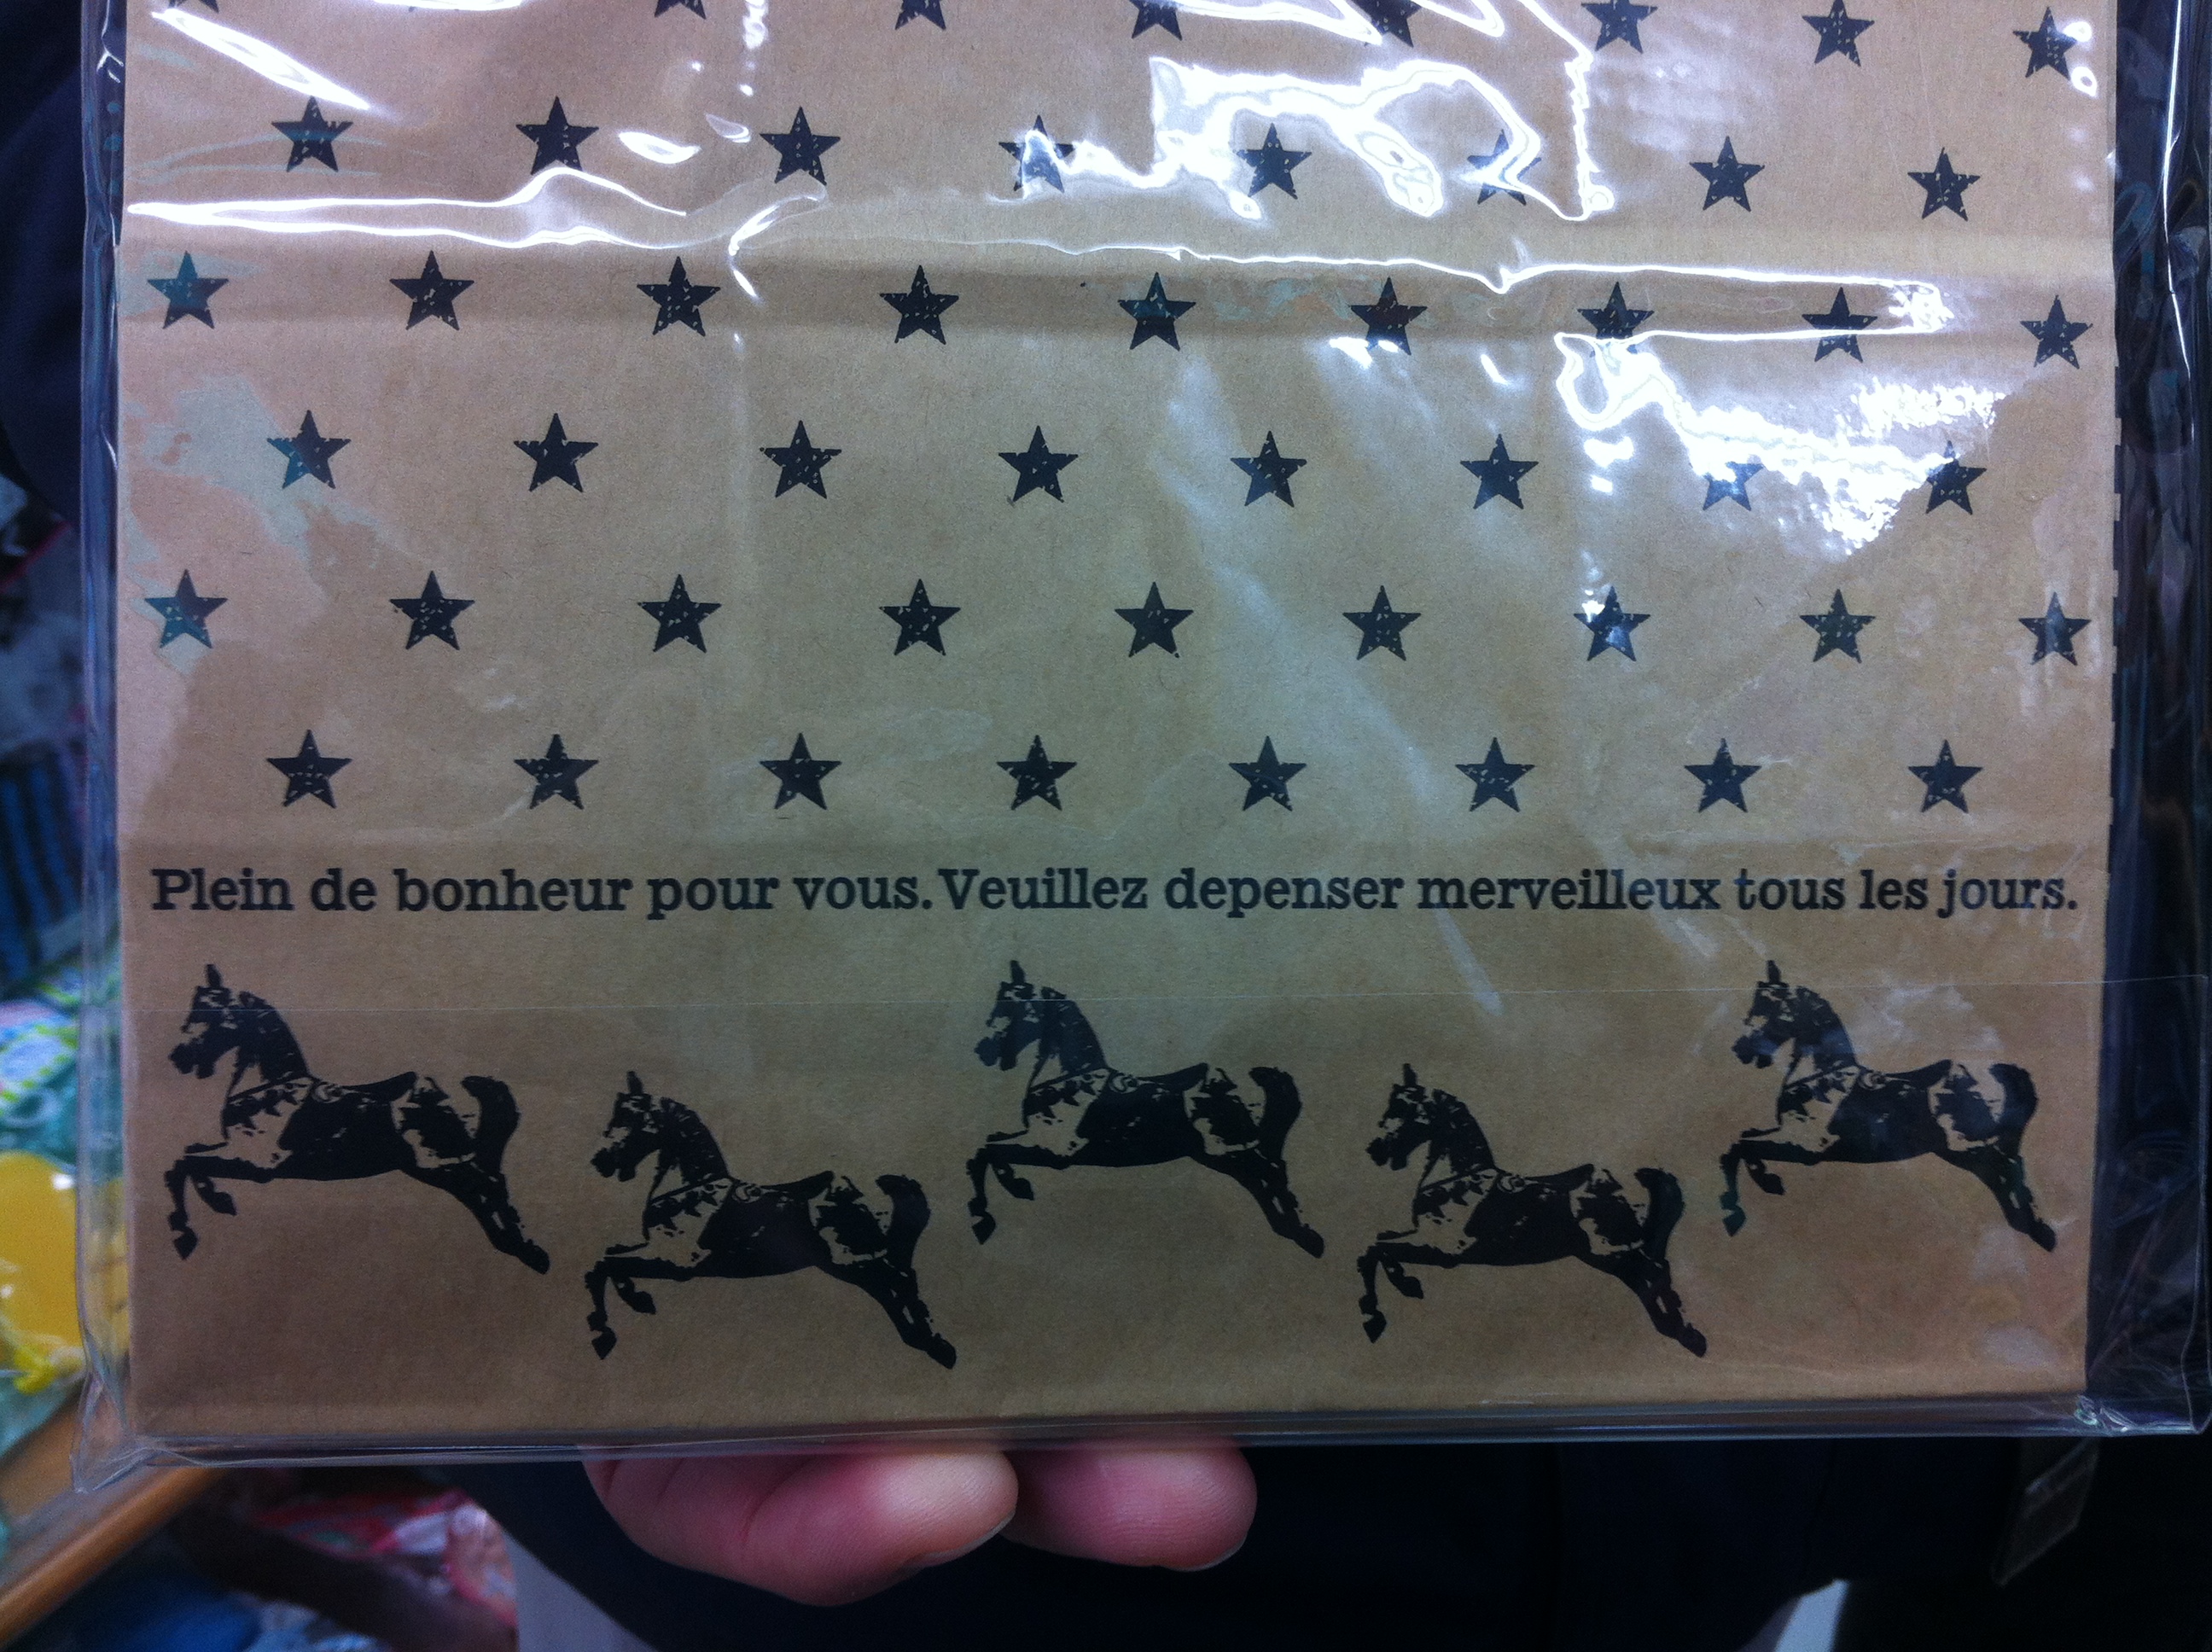 Plein de bonheur pour vous. Veuillez depenser merveilleux tous les jours.